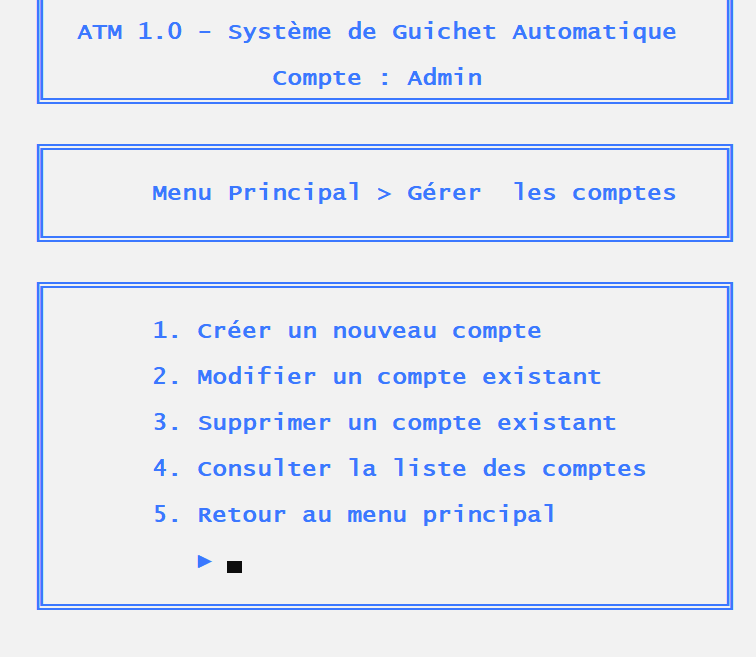 ATM 1.0 - Système de Guichet Automatique
Compte : Admin
Menu Principal > Gérer  les comptes
1. Créer un nouveau compte
2. Modifier un compte existant
3. Supprimer un compte existant
4. Consulter la liste des comptes
5. Retour au menu principal
►